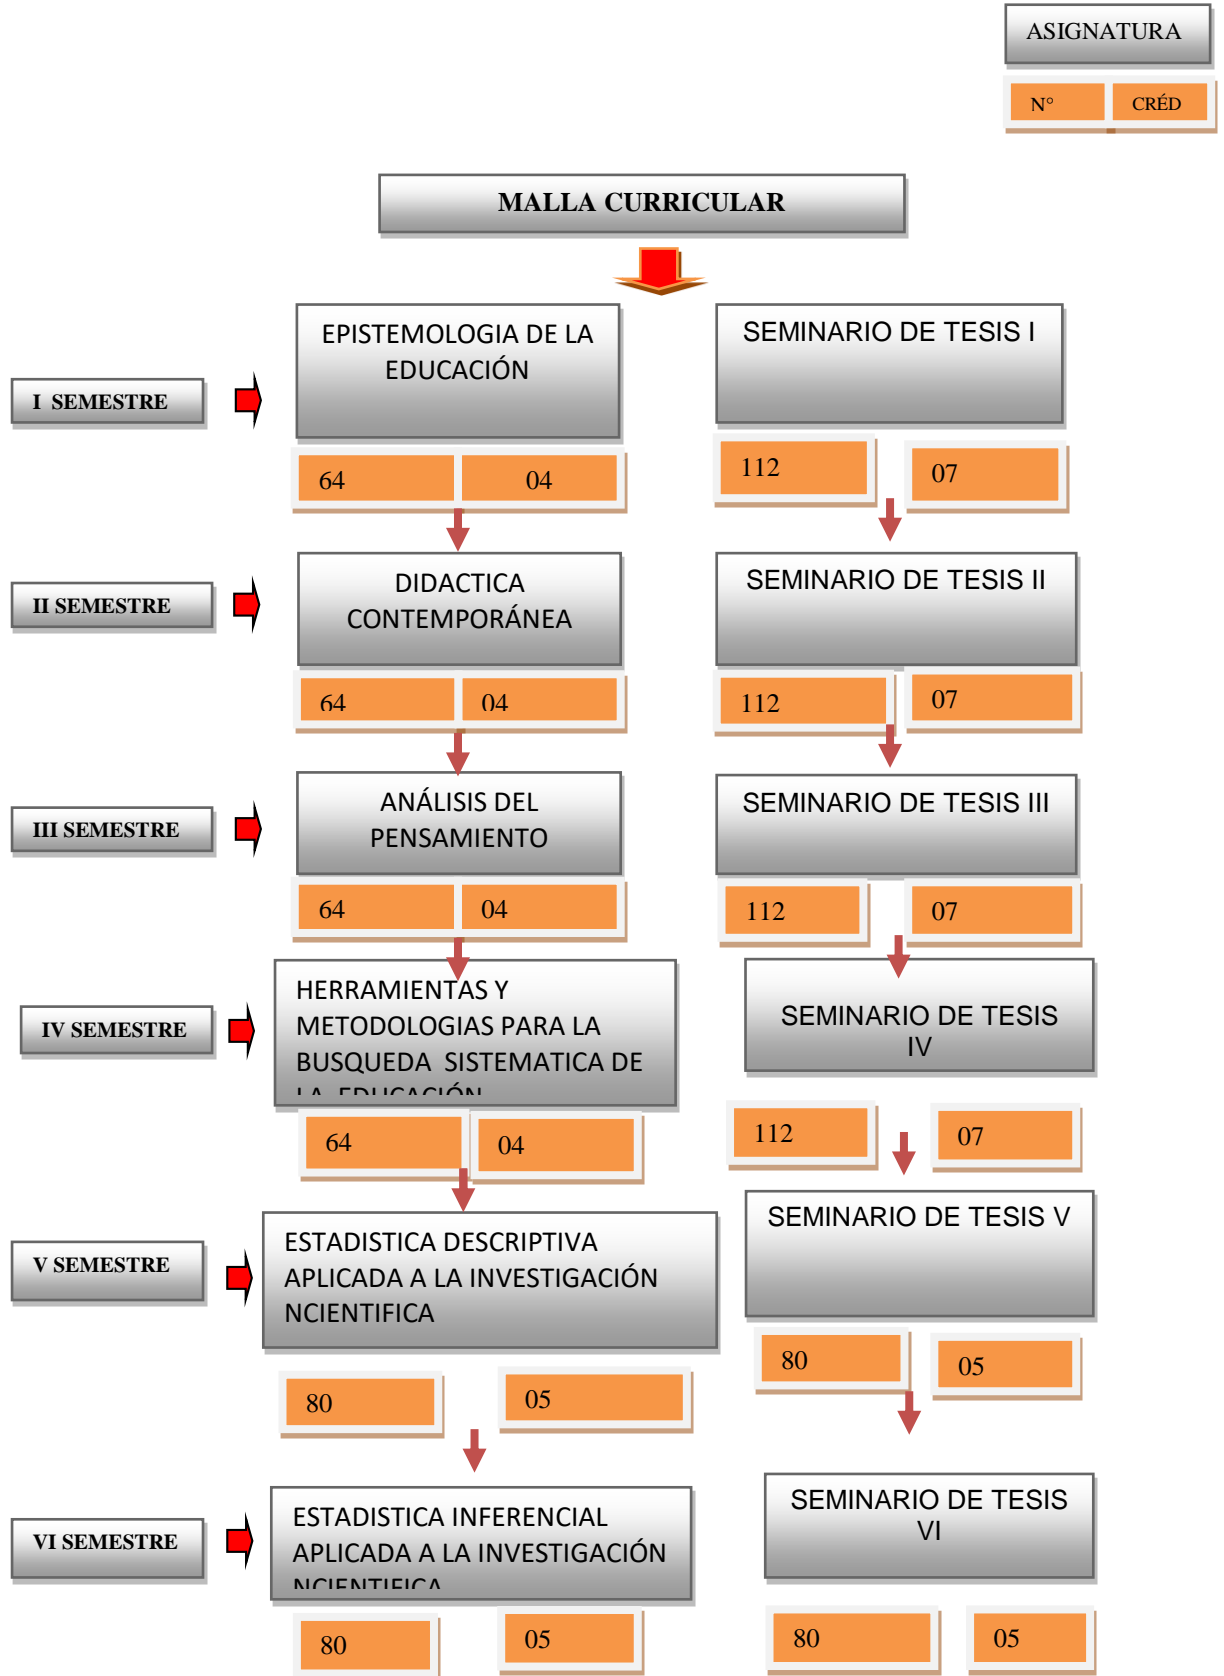 ASIGNATURA
N° CRÉD
MALLA CURRICULAR
EPISTEMOLOGIA DE LA
EDUCACIÓN
SEMINARIO DE TESIS I
I SEMESTRE
64 04
112 07
DIDACTICA
CONTEMPORÁNEA
SEMINARIO DE TESIS II
II SEMESTRE
64 04
112 07
ANÁLISIS DEL
PENSAMIENTO
SEMINARIO DE TESIS III
III SEMESTRE
64 04
112 07
HERRAMIENTAS Y
METODOLOGIAS PARA LA
BUSQUEDA SISTEMATICA DE
LA EDUCACIÓN
SEMINARIO DE TESIS
IV
IV SEMESTRE
64 04
112 07
ESTADISTICA DESCRIPTIVA
APLICADA A LA INVESTIGACIÓN
NCIENTIFICA
SEMINARIO DE TESIS V
V SEMESTRE
80 05
80 05
ESTADISTICA INFERENCIAL
APLICADA A LA INVESTIGACIÓN
NCIENTIFICA
SEMINARIO DE TESIS
VI
VI SEMESTRE
80 05
80 05